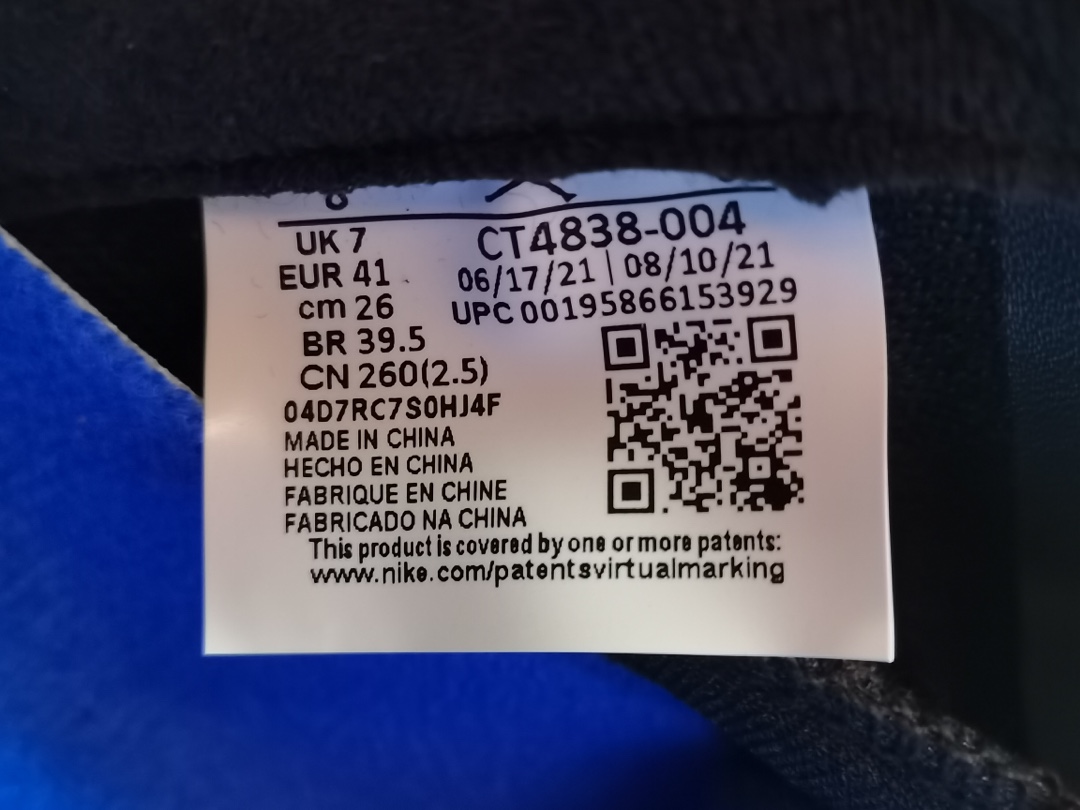 8
UK 7
EUR 41
cm 26
BR 39.5
CN 260(2.5)
04D7RC7S0HJ4F
MADE IN CHINA
HECHO EN CHINA
FABRIQUE EN CHINE
FABRICADO NA CHINA
CT4838-004
06/17/21 | 08/10/21
UPC 00195866153929
This product is covered by one or more patents:
www.nike.com/patentsvirtualmarking